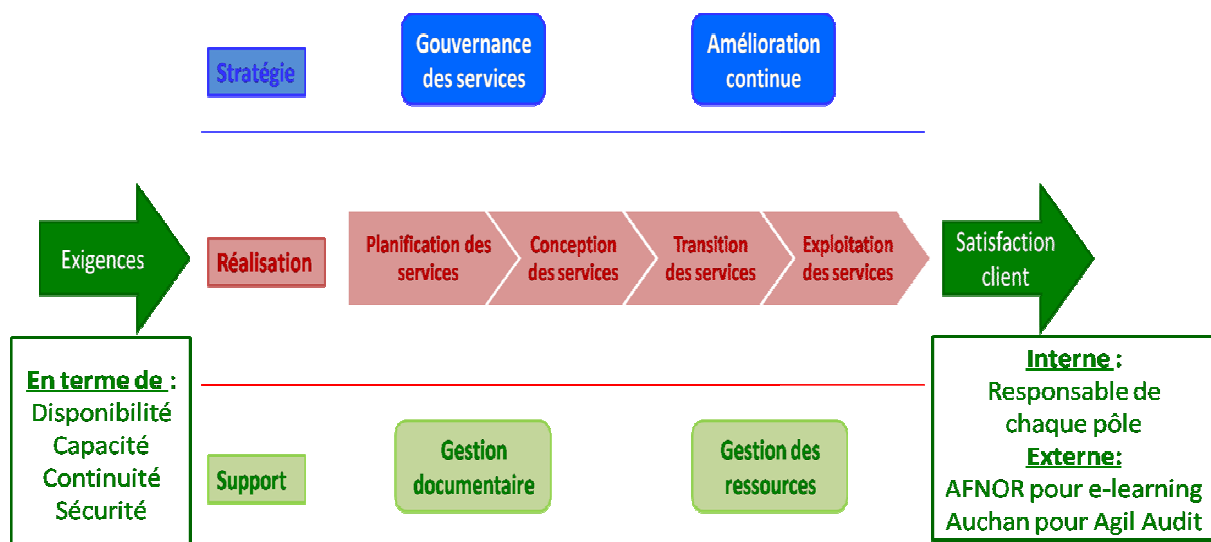 Stratégie
Gouvernance
des services
Amélioration
continue
Exigences
Réalisation
Planification des
services
Conception
des services
Transition
des services
Exploitation
des services
Satisfaction
client
En terme de :
Disponibilité
Capacité
Continuité
Sécurité
Support
Gestion
documentaire
Gestion des
ressources
Interne :
Responsable de
chaque pôle
Externe:
AFNOR pour e-learning
Auchan pour Agil Audit